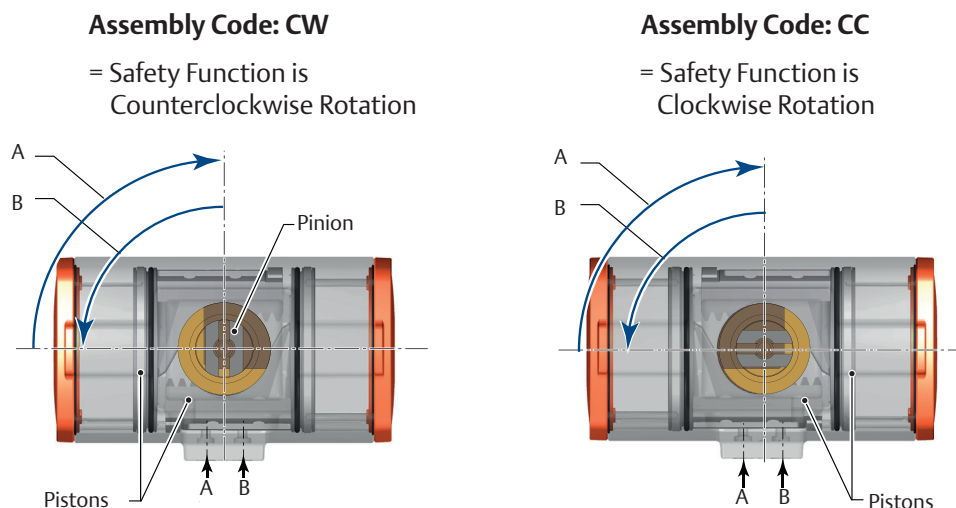 Assembly Code: CW
= Safety Function is
Counterclockwise Rotation
A
B
Pinion
A
B
Pistons
Assembly Code: CC
= Safety Function is
Clockwise Rotation
A
B
A
B
Pistons